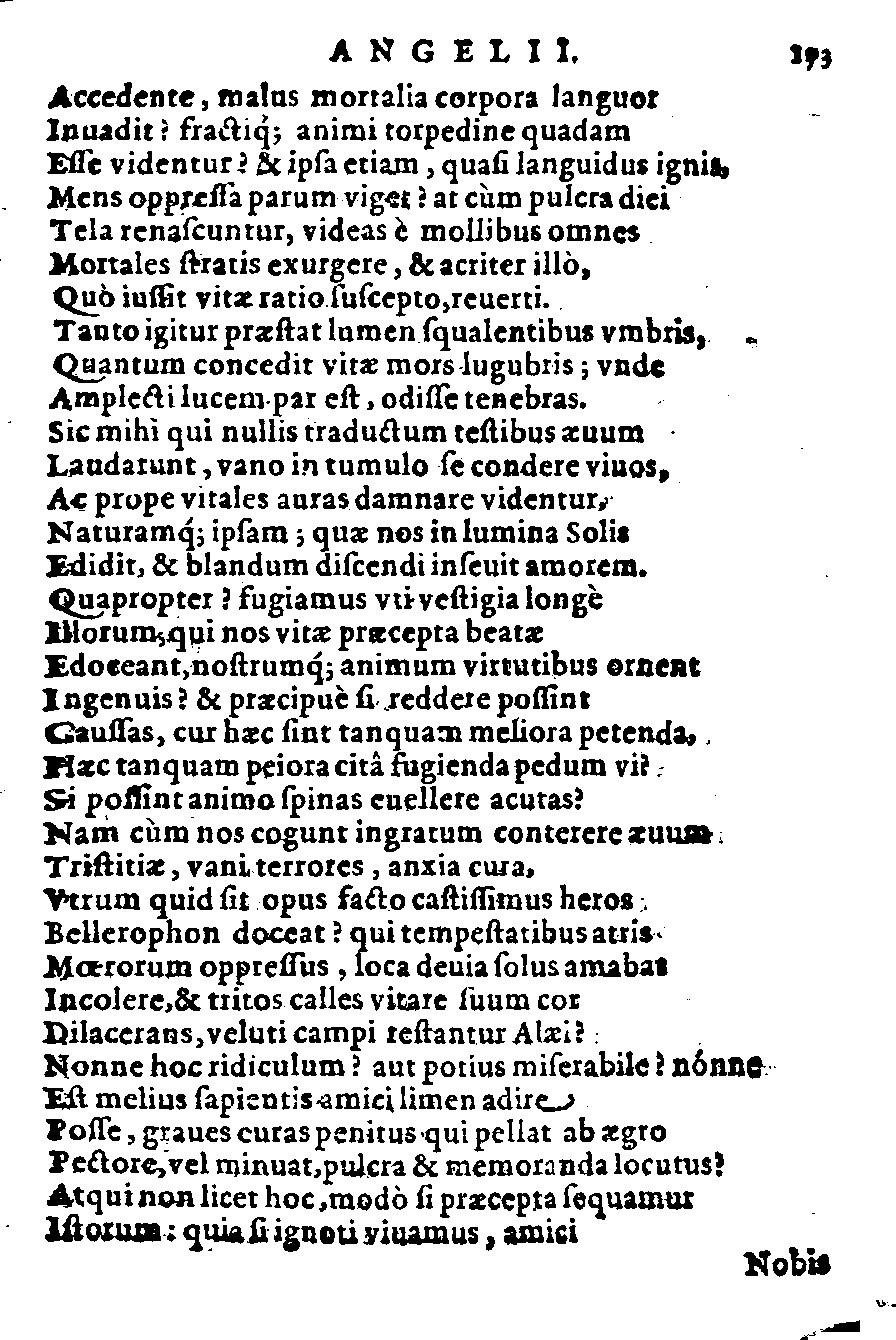 ANGELII. 193
Accedente, malus mortalia corpora languor
Inuadit? fractiq́; animi torpedine quadam
Eſſe videntur? & ipſa etiam, quaſi languidus ignis,
Mens oppreſſa parum viget? at cùm pulcra diei
Tela renaſcuntur, videas è mollibus omnes
Mortales ſtratis exurgere, & acriter illò,
Quò iuſſit vitæ ratio ſuſcepto, reuerti.
Tanto igitur præſtat lumen ſqualentibus vmbris,
Quantum concedit vitæ mors lugubris; vnde
Amplecti lucem par eſt, odiſſe tenebras.
Sic mihì qui nullis traductum teſtibus æuum
Laudarunt, vano in tumulo ſe condere viuos,
Ac prope vitales auras damnare videntur,
Naturamq́; ipſam; quæ nos in lumina Solis
Edidit, & blandum diſcendi inſeuit amorem.
Quapropter? fugiamus vti veſtigia longè
Illorum, qui nos vitæ præcepta beatæ
Edoceant, noſtrumq́; animum virtutibus ornent
Ingenuis? & præcipuè ſi reddere poſſint
Cauſſas, cur hæc ſint tanquam meliora petenda,
Hæc tanquam peiora citâ fugienda pedum vi?
Si poſſint animo ſpinas euellere acutas?
Nam cùm nos cogunt ingratum conterere æuum
Triſtitiæ, vani terrores, anxia cura,
Vtrum quid ſit opus facto caſtiſſimus heros
Bellerophon doceat? qui tempeſtatibus atris
Mœrorum oppreſſus, loca deuia ſolus amabat
Incolere, & tritos calles vitare ſuum cor
Dilacerans, veluti campi reſtantur Alæi?
Nonne hoc ridiculum? aut potius miſerabile? nónne
Eſt melius ſapientis amici limen adire
Poſſe, graues curas penitus qui pellat ab ægro
Pectore, vel minuat, pulcra & memoranda locutus?
Atqui non licet hoc, modò ſi præcepta ſequamur
Iſtorum: quia ſi ignoti viuamus, amici
Nobis